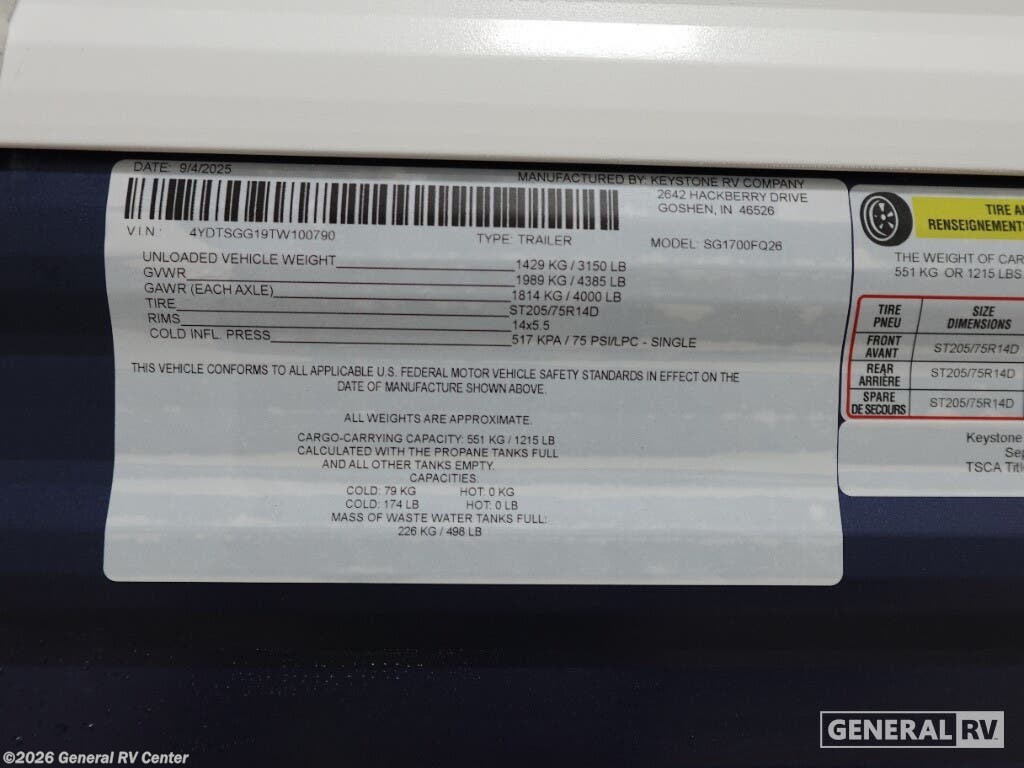 DATE: 9/4/2025
MANUFACTURED BY: KEYSTONE RV COMPANY
2642 HACKBERRY DRIVE
GOSHEN, IN 46526
V.I.N.: 4YDTSGG19TW100790 TYPE: TRAILER MODEL: SG1700FQ26
UNLOADED VEHICLE WEIGHT 1429 KG / 3150 LB
GVWR 1989 KG / 4385 LB
GAWR (EACH AXLE) 1814 KG / 4000 LB
TIRE ST205/75R14D
RIMS 14x5.5
COLD INFL. PRESS 517 KPA / 75 PSI/LPC - SINGLE
THIS VEHICLE CONFORMS TO ALL APPLICABLE U.S. FEDERAL MOTOR VEHICLE SAFETY STANDARDS IN EFFECT ON THE
DATE OF MANUFACTURE SHOWN ABOVE.
ALL WEIGHTS ARE APPROXIMATE.
CARGO-CARRYING CAPACITY: 551 KG / 1215 LB
CALCULATED WITH THE PROPANE TANKS FULL
AND ALL OTHER TANKS EMPTY.
CAPACITIES:
COLD: 79 KG HOT: 0 KG
COLD: 174 LB HOT: 0 LB
MASS OF WASTE WATER TANKS FULL:
226 KG / 498 LB
TIRE
RENSEIGNEMENTS
THE WEIGHT OF
551 KG OR 1215 LBS
TIRE SIZE
PNEU DIMENSIONS
FRONT
AVANT ST205/75R14D
REAR
ARRIÈRE ST205/75R14D
SPARE
DE SECOURS ST205/75R14D
Keystone
TSCA
GENERAL RV
©2026 General RV Center